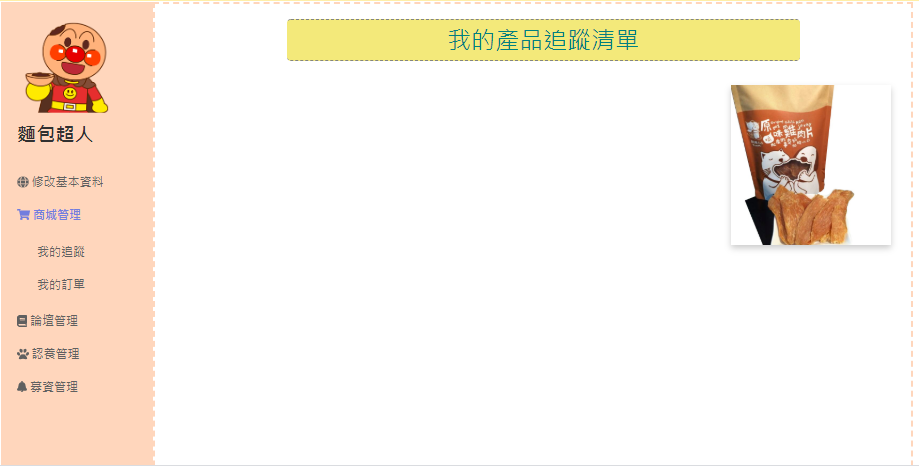 我的產品追蹤清單
麵包超人
修改基本資料
商城管理
我的追蹤
我的訂單
論壇管理
認養管理
募資管理
原
味雞肉片